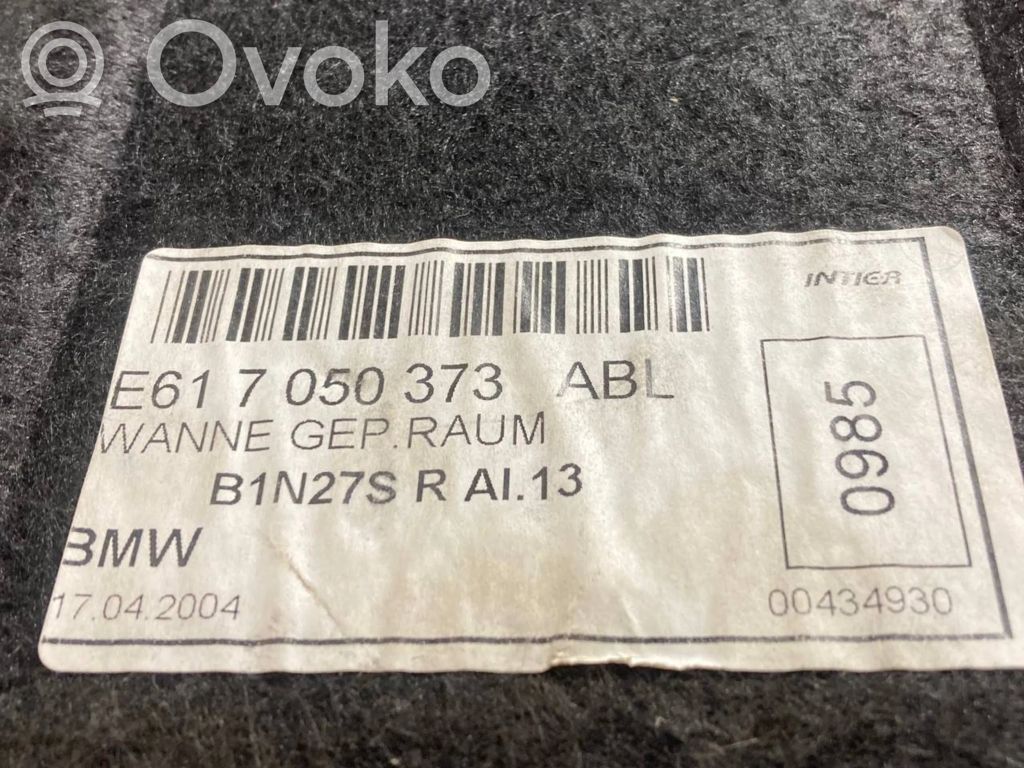 Ovoko
INTIER
E61 7 050 373 ABL
WANNE GEP.RAUM
B1N27S R AI.13
0985
BMW
17.04.2004
00434930